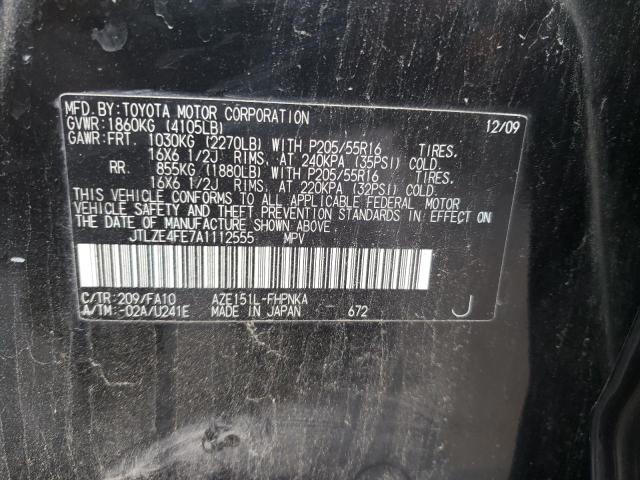 MFD. BY: TOYOTA MOTOR CORPORATION 12/09
GVWR: 1860KG (4105LB)
GAWR: FRT. 1030KG (2270LB) WITH P205/55R16 TIRES.
16X6 1/2J RIMS. AT 240KPA (35PSI) COLD.
RR. 855KG (1880LB) WITH P205/55R16 TIRES.
16X6 1/2J RIMS. AT 220KPA (32PSI) COLD.
THIS VEHICLE CONFORMS TO ALL APPLICABLE FEDERAL MOTOR
VEHICLE SAFETY AND THEFT PREVENTION STANDARDS IN EFFECT ON
THE DATE OF MANUFACTURE SHOWN ABOVE.
JTLZE4FE7A1112555 MPV
C/TR: 209/FA10 AZE151L-FHPNKA
A/TM: -02A/U241E MADE IN JAPAN 672 J